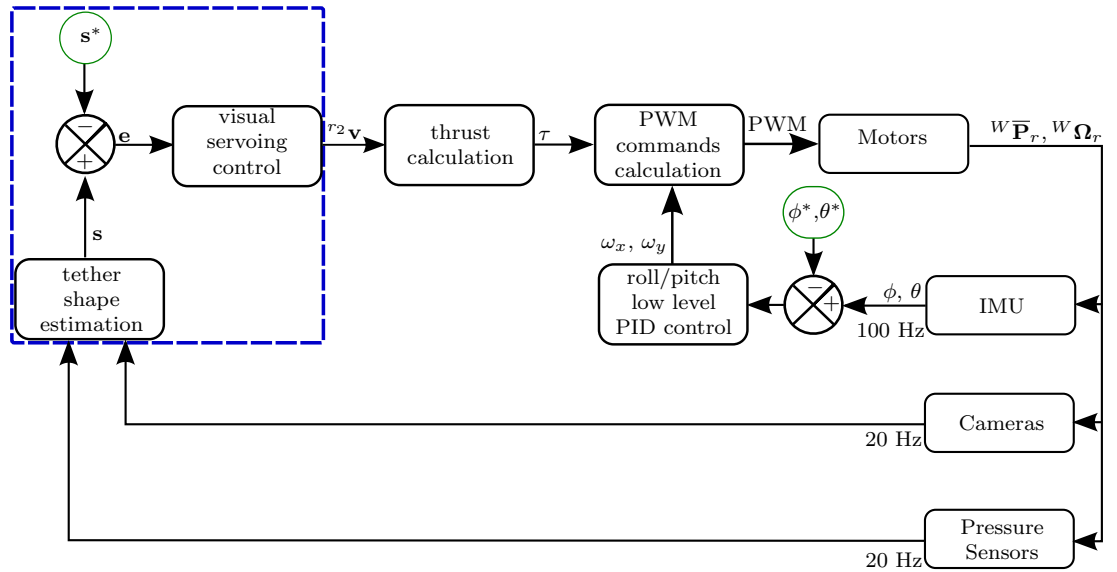 s*
−
+
e
visual
servoing
control
r₂v
thrust
calculation
τ
PWM
commands
calculation
PWM
Motors
ᵂP̅ᵣ, ᵂΩᵣ
s
tether
shape
estimation
ϕ*,θ*
ωₓ, ω_y
roll/pitch
low level
PID control
−
+
ϕ, θ
100 Hz
IMU
Cameras
20 Hz
Pressure
Sensors
20 Hz